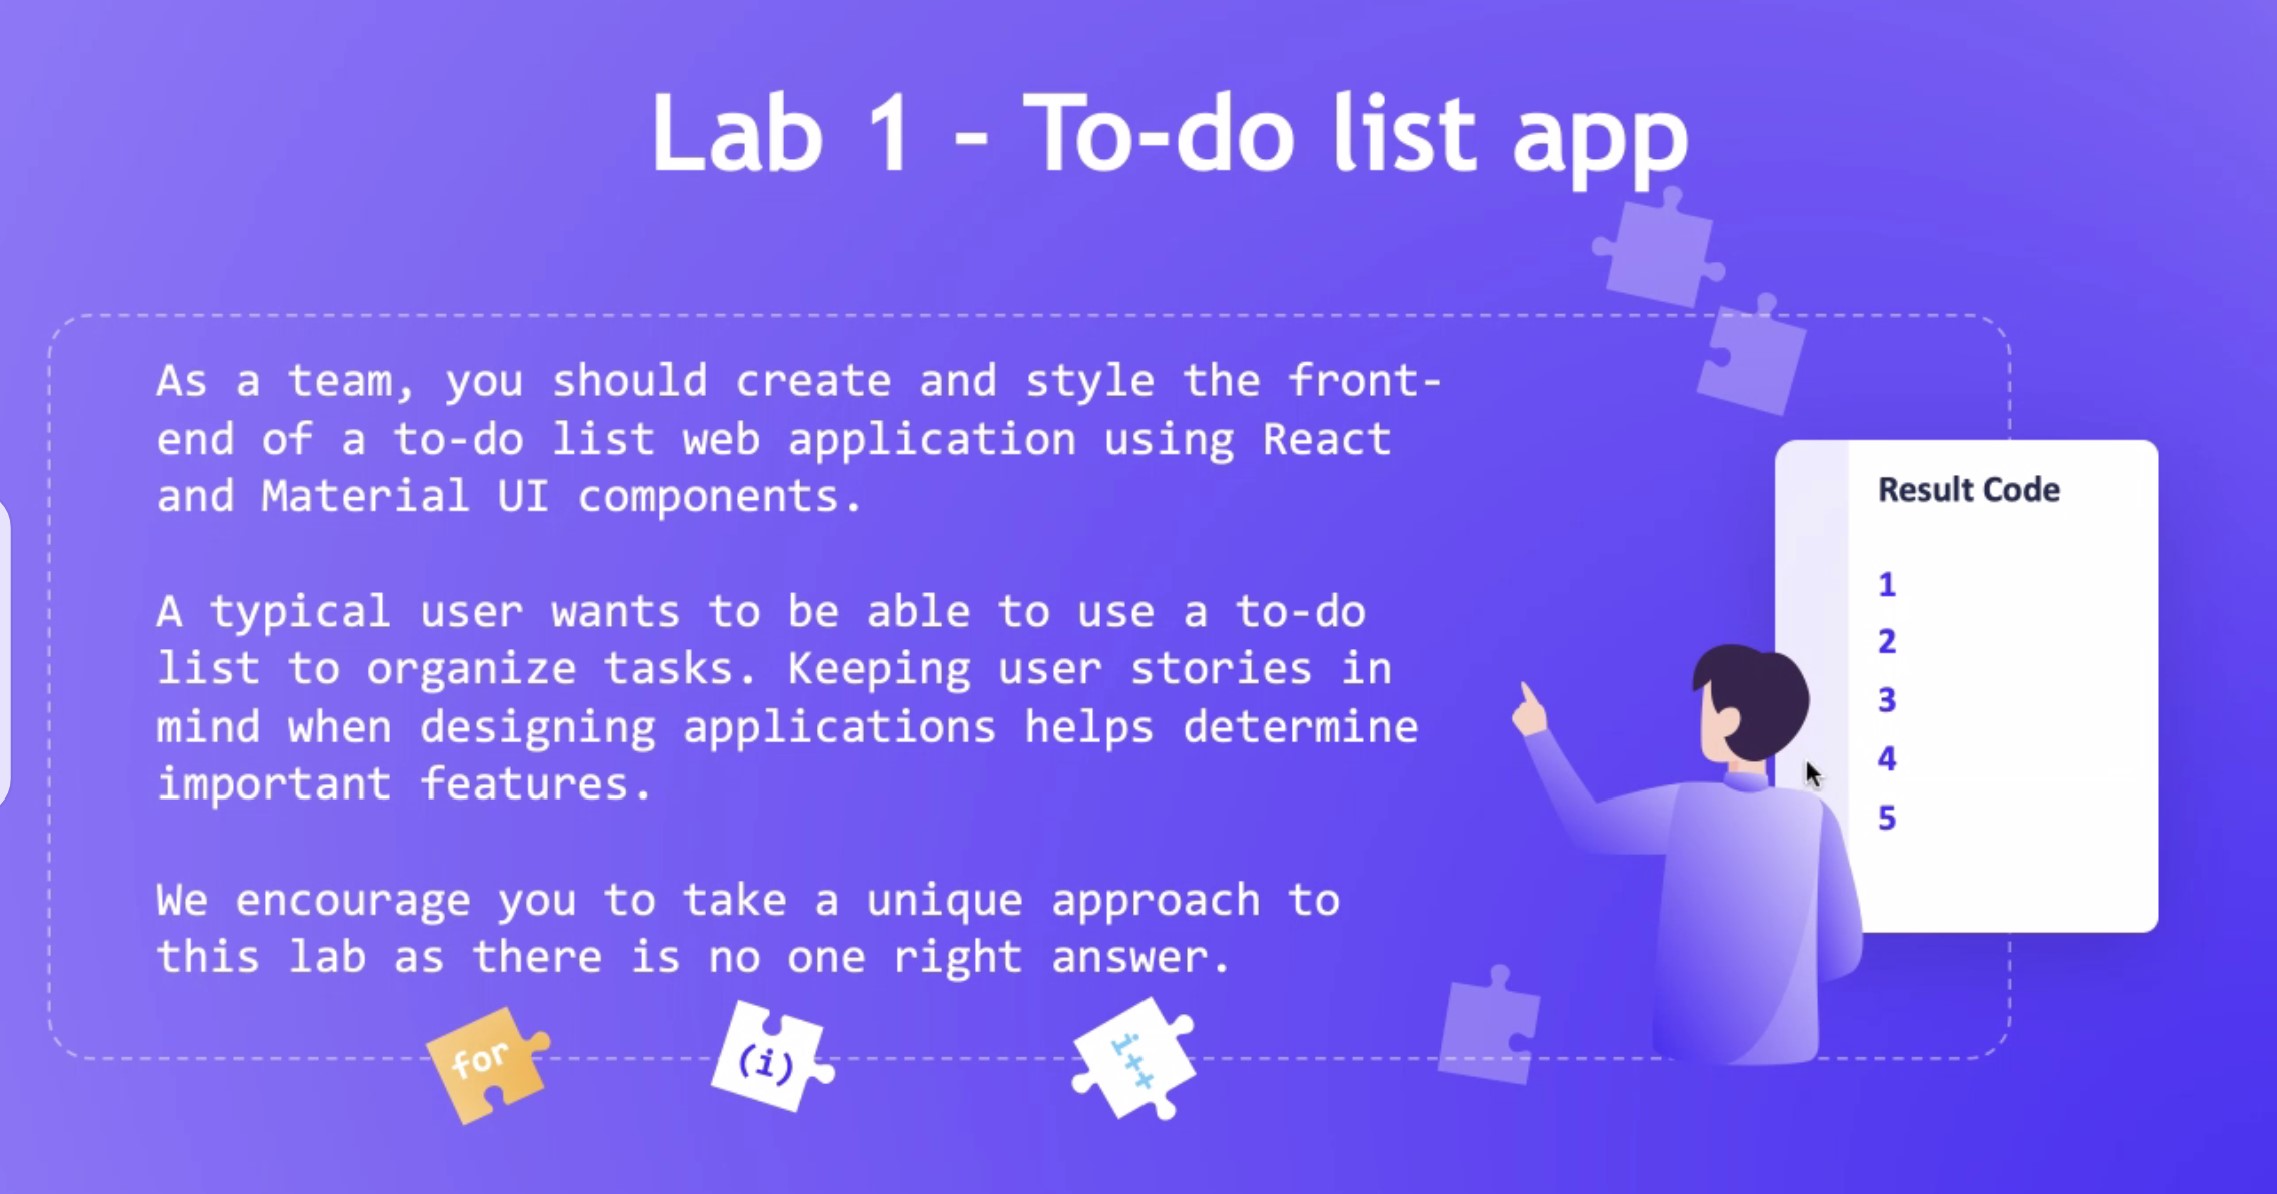 Lab 1 - To-do list app
As a team, you should create and style the front-
end of a to-do list web application using React
and Material UI components.
A typical user wants to be able to use a to-do
list to organize tasks. Keeping user stories in
mind when designing applications helps determine
important features.
We encourage you to take a unique approach to
this lab as there is no one right answer.
Result Code
1
2
3
4
5
for
(i)
i++